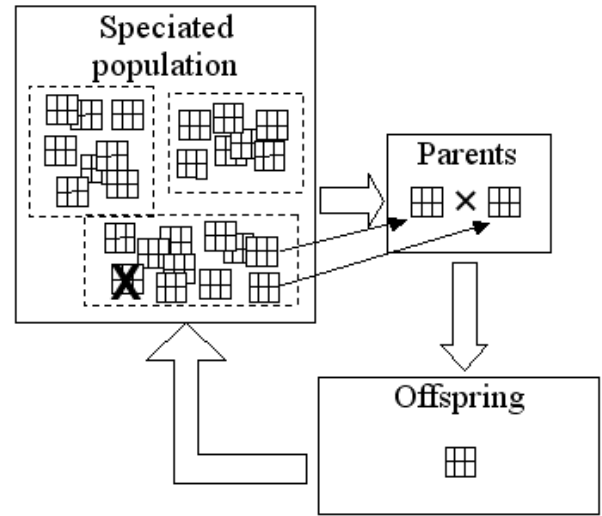 Speciated
population
Parents
×
X
Offspring